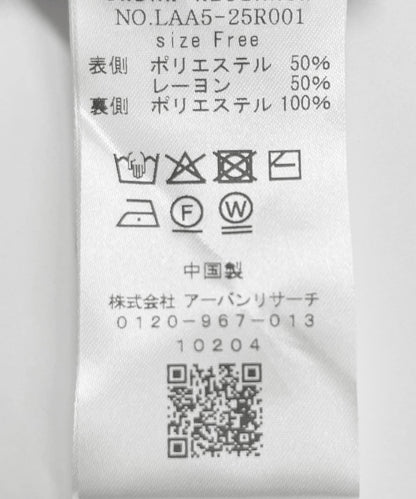 NO.LAA5-25R001
size Free
表側 ポリエステル 50%
レーヨン 50%
裏側 ポリエステル 100%
F W
中国製
株式会社 アーバンリサーチ
0120-967-013
10204